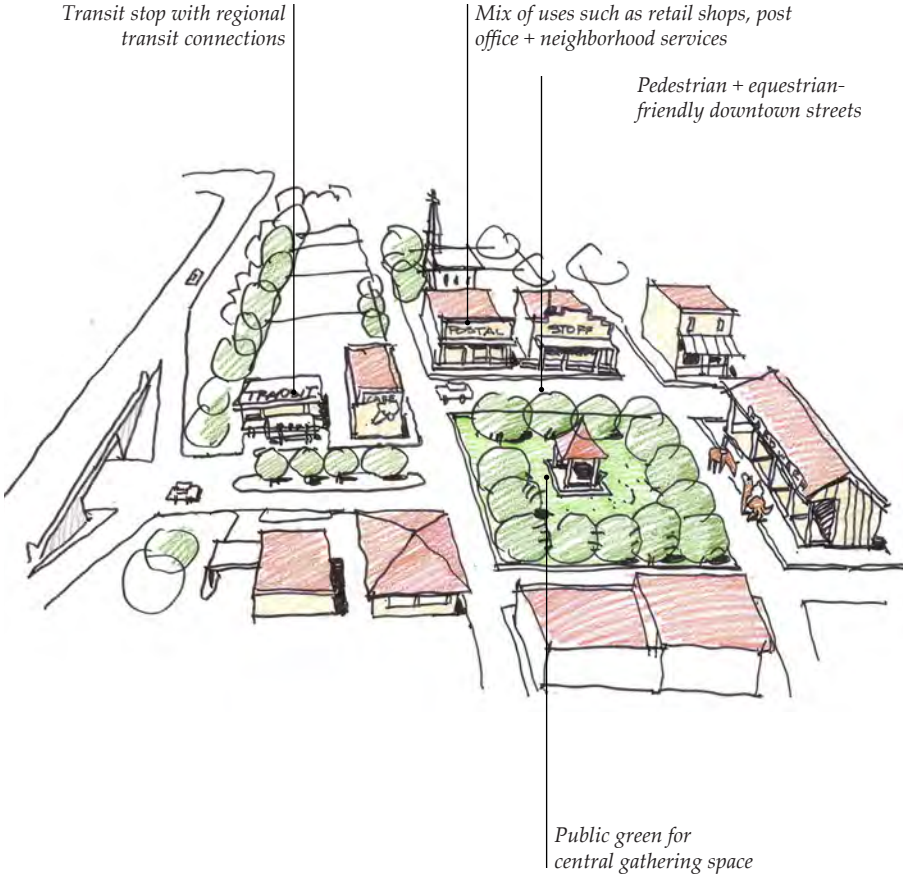 Transit stop with regional
transit connections
Mix of uses such as retail shops, post
office + neighborhood services
Pedestrian + equestrian-
friendly downtown streets
POSTAL
STOFF
TRANSIT
CAFE
Public green for
central gathering space